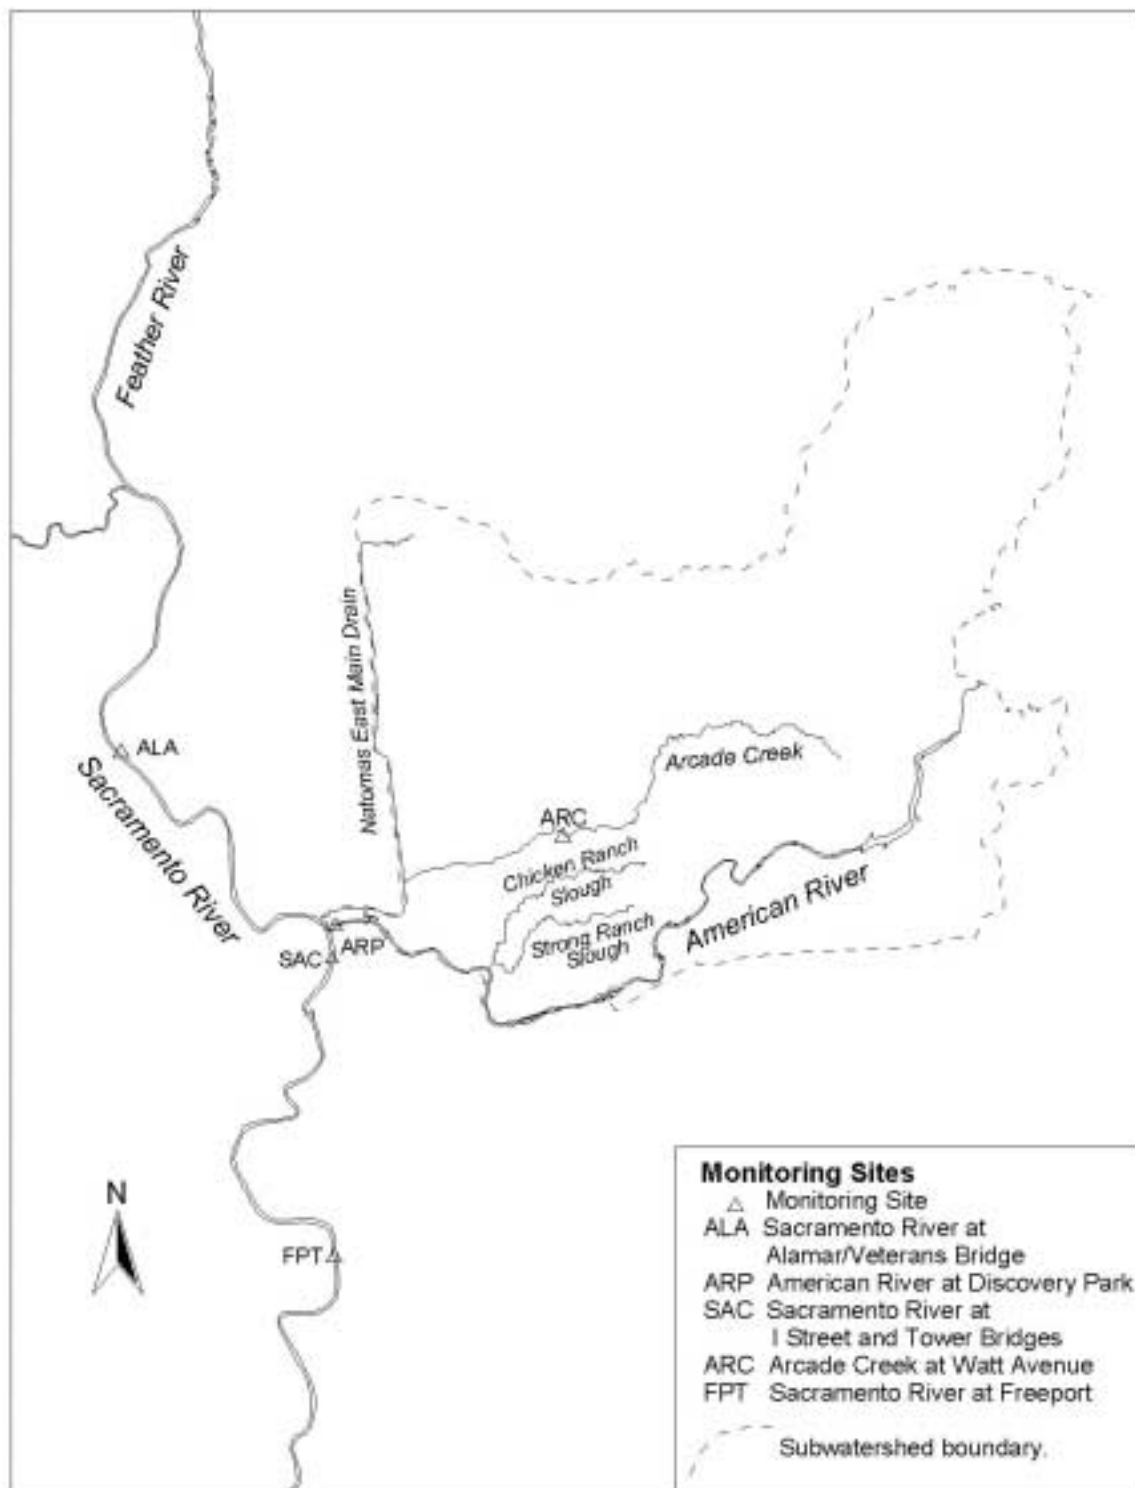 Feather River
Natomas East Main Drain
ALA
Sacramento River
Arcade Creek
ARC
Chicken Ranch
Slough
American River
Strong Ranch
Slough
ARP
SAC
N
FPT
Monitoring Sites
Monitoring Site
ALA Sacramento River at
Alamar/Veterans Bridge
ARP American River at Discovery Park
SAC Sacramento River at
I Street and Tower Bridges
ARC Arcade Creek at Watt Avenue
FPT Sacramento River at Freeport
Subwatershed boundary.